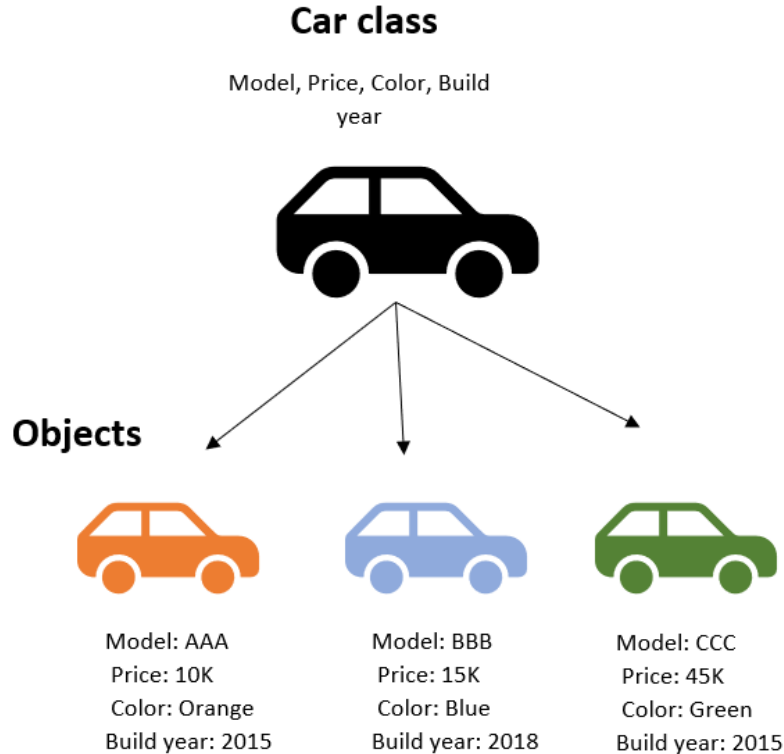 Car class
Model, Price, Color, Build
year
Objects
Model: AAA
Price: 10K
Color: Orange
Build year: 2015
Model: BBB
Price: 15K
Color: Blue
Build year: 2018
Model: CCC
Price: 45K
Color: Green
Build year: 2015